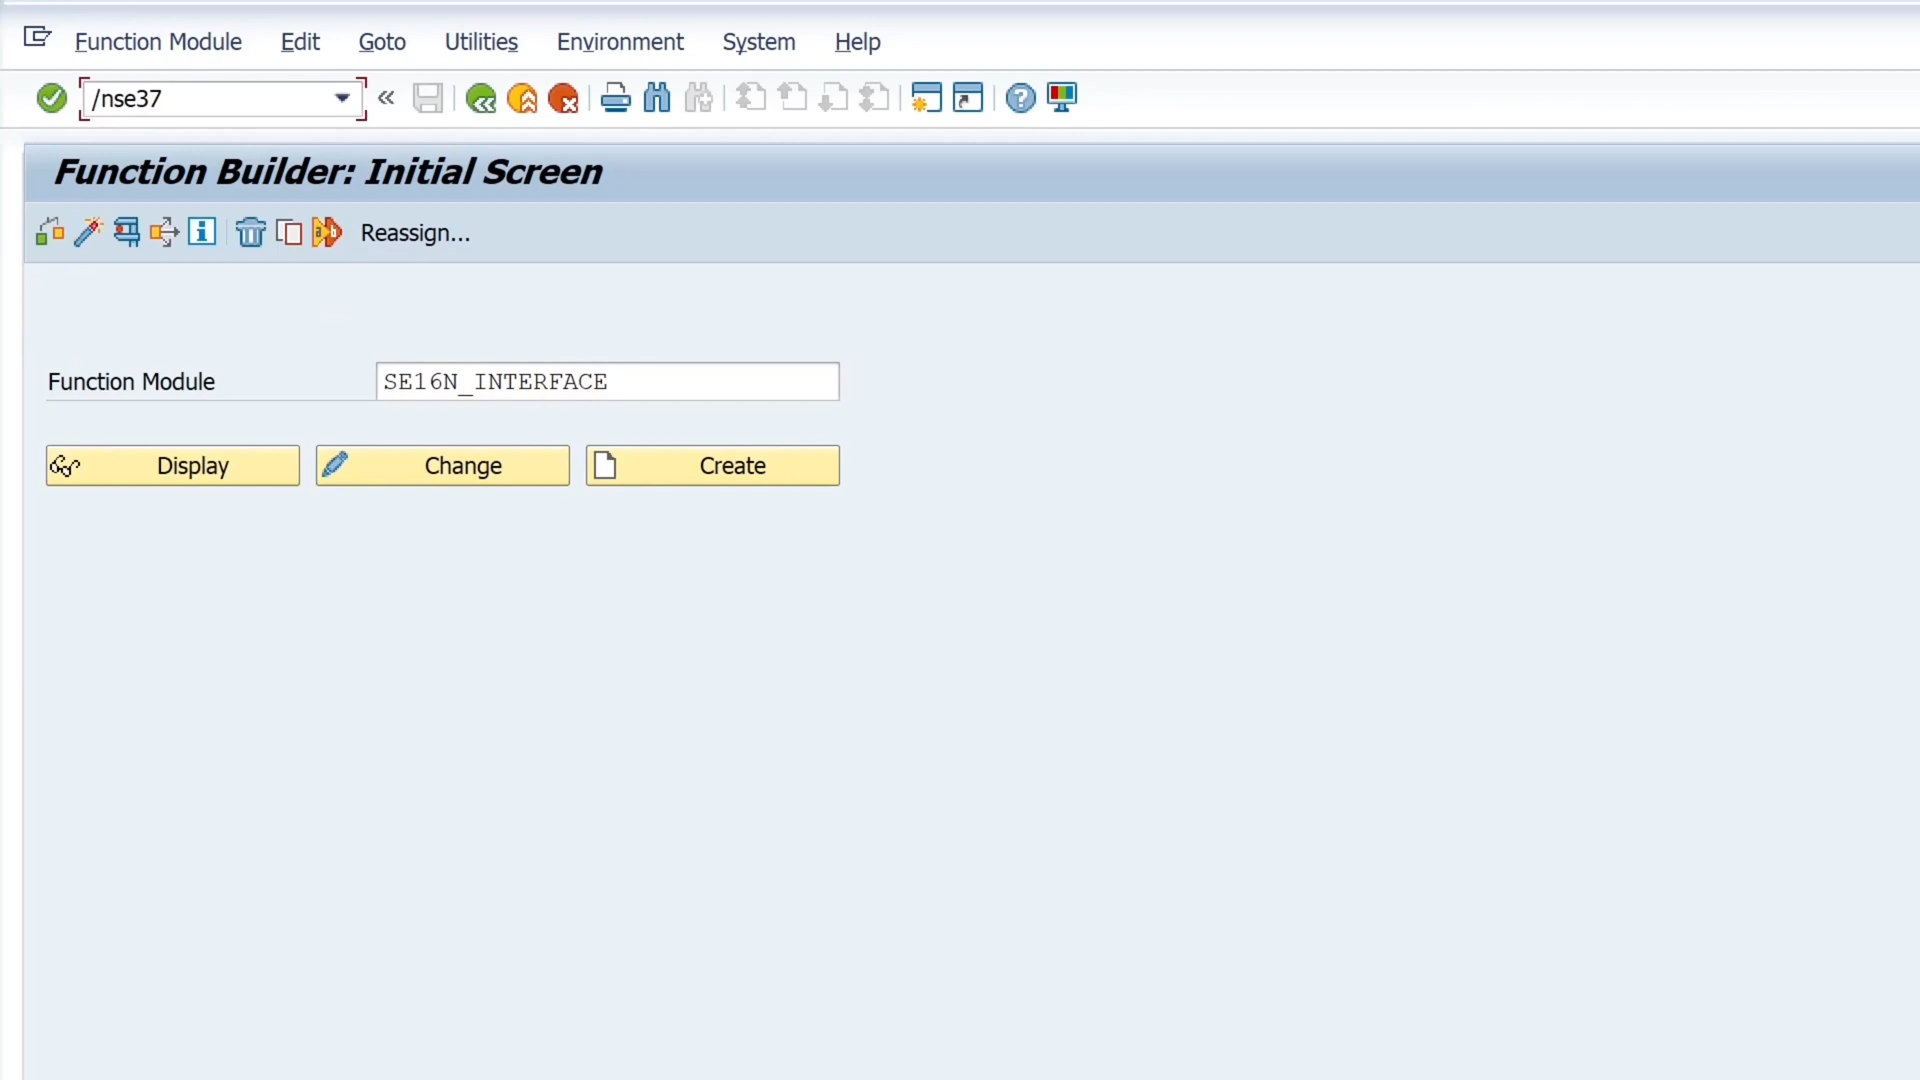 Function Module Edit Goto Utilities Environment System Help
/nse37
Function Builder: Initial Screen
Reassign...
Function Module SE16N_INTERFACE
Display Change Create